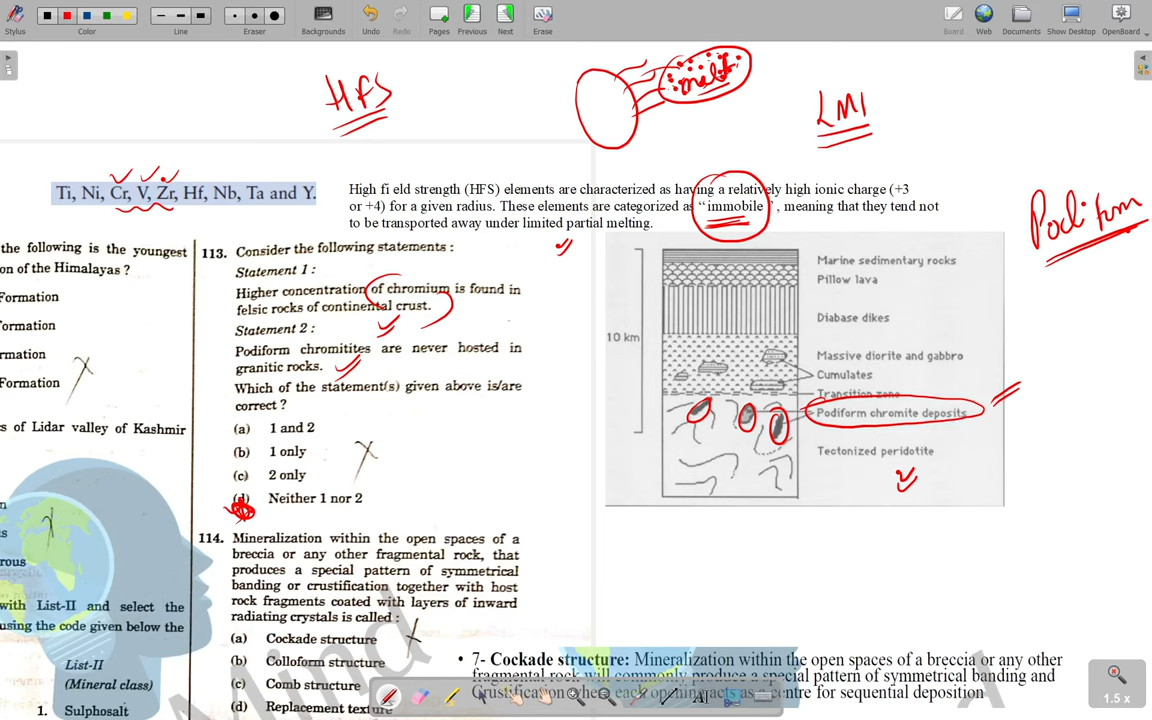 Stylus
Color
Line
Eraser
Backgrounds
Undo
Redo
Pages
Previous
Next
Erase
Board
Web
Documents
Show Desktop
OpenBoard
HFS
melt
LMI
Podiform
Ti, Ni, Cr, V, Zr, Hf, Nb, Ta and Y.
High fi eld strength (HFS) elements are characterized as having a relatively high ionic charge (+3
or +4) for a given radius. These elements are categorized as “immobile”, meaning that they tend not
to be transported away under limited partial melting.
the following is the youngest
on of the Himalayas ?
Formation
ormation
rmation
Formation
s of Lidar valley of Kashmir
n
s
rous
with List-II and select the
using the code given below the
List-II
(Mineral class)
1. Sulphosalt
113. Consider the following statements :
Statement 1 :
Higher concentration of chromium is found in
felsic rocks of continental crust.
Statement 2 :
Podiform chromitites are never hosted in
granitic rocks.
Which of the statement(s) given above is/are
correct ?
(a) 1 and 2
(b) 1 only
(c) 2 only
(d) Neither 1 nor 2
114. Mineralization within the open spaces of a
breccia or any other fragmental rock, that
produces a special pattern of symmetrical
banding or crustification together with host
rock fragments coated with layers of inward
radiating crystals is called :
(a) Cockade structure
(b) Colloform structure
(c) Comb structure
(d) Replacement texture
10 km
Marine sedimentary rocks
Pillow lava
Diabase dikes
Massive diorite and gabbro
Cumulates
Transition zone
Podiform chromite deposits
Tectonized peridotite
• 7- Cockade structure: Mineralization within the open spaces of a breccia or any other
fragmental rock will commonly produce a special pattern of symmetrical banding and
Crustification where each opening acts as a centre for sequential deposition
Mind
1.5 x